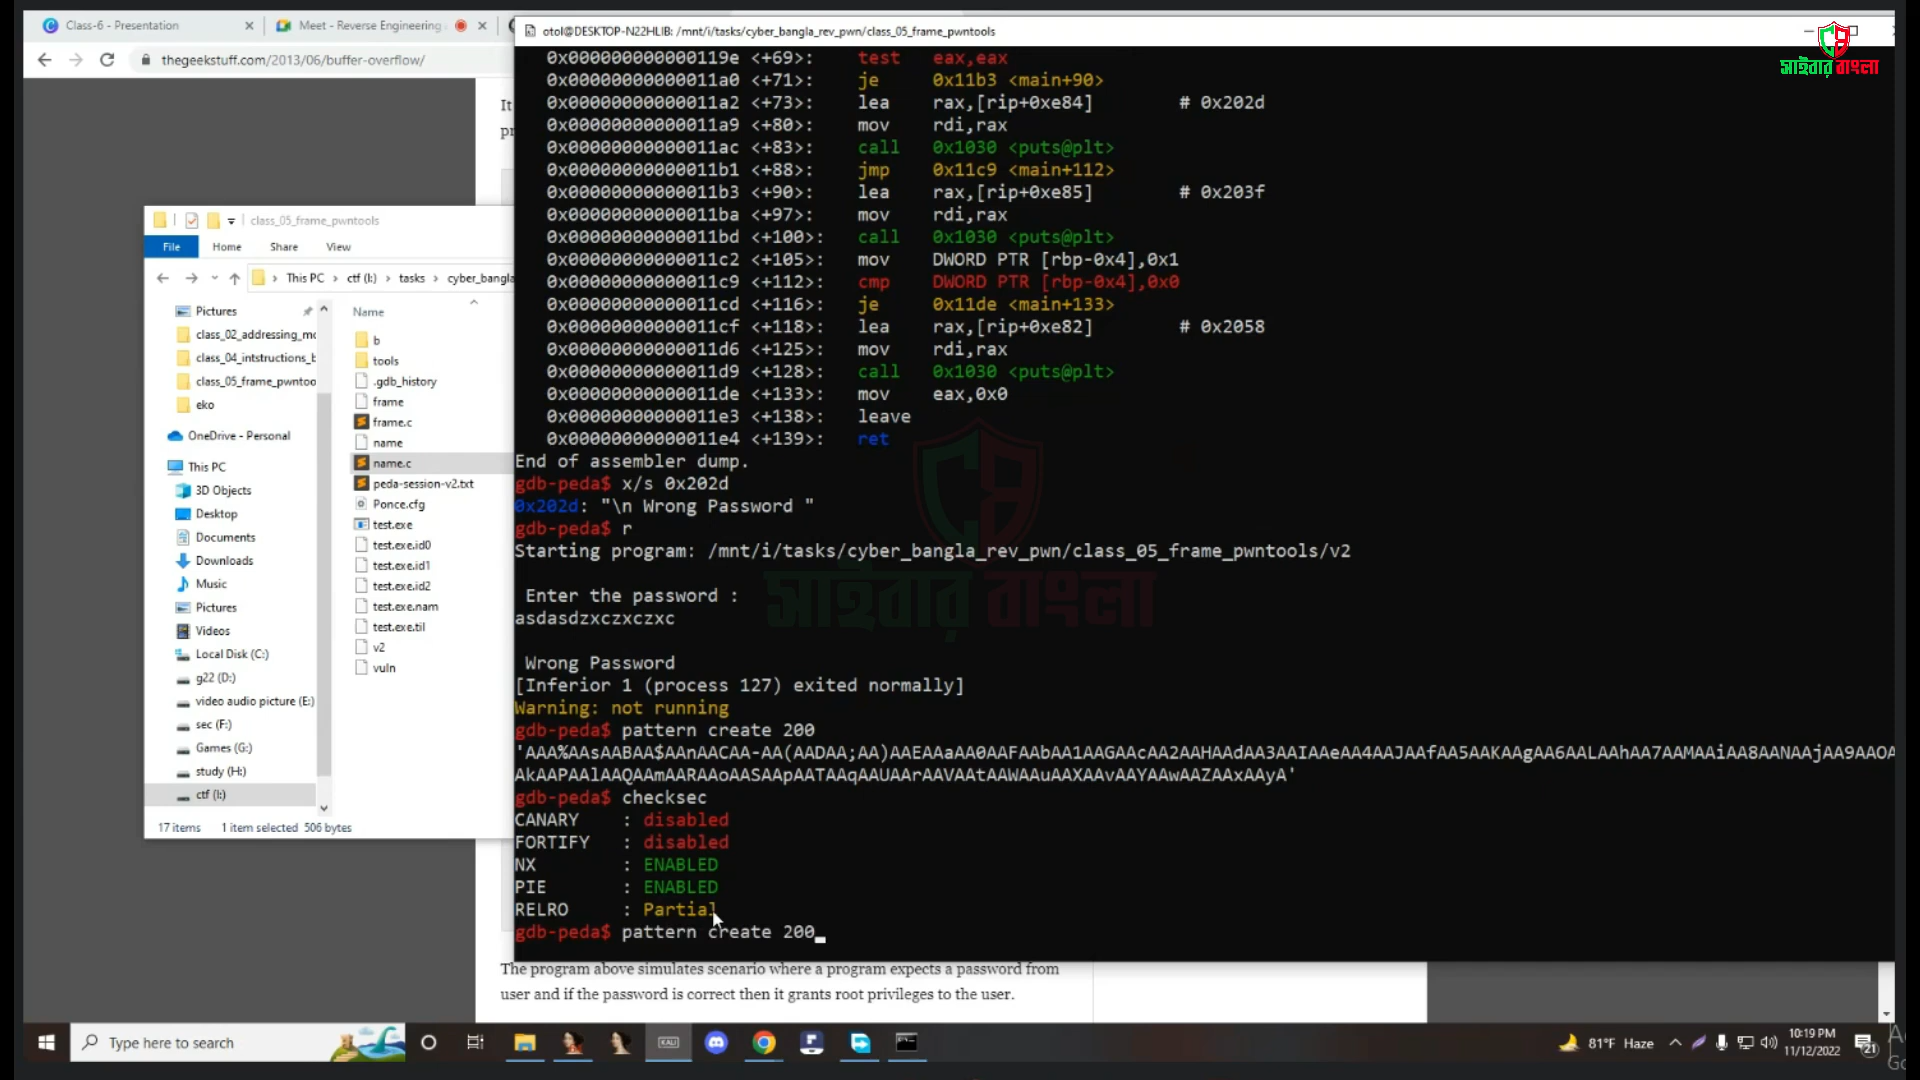 Class-6 - Presentation
Meet - Reverse Engineering
thegeekstuff.com/2013/06/buffer-overflow/
otol@DESKTOP-N22HLIB: /mnt/i/tasks/cyber_bangla_rev_pwn/class_05_frame_pwntools
সাইবার বাংলা
It
pr
class_05_frame_pwntools
File Home Share View
This PC > ctf (I:) > tasks > cyber_bangla
Name
Pictures
class_02_addressing_mc
class_04_intstructions_b
class_05_frame_pwntoo
eko
OneDrive - Personal
This PC
3D Objects
Desktop
Documents
Downloads
Music
Pictures
Videos
Local Disk (C:)
g22 (D:)
video audio picture (E:)
sec (F:)
Games (G:)
study (H:)
ctf (I:)
b
tools
.gdb_history
frame
frame.c
name
name.c
peda-session-v2.txt
Ponce.cfg
test.exe
test.exe.id0
test.exe.id1
test.exe.id2
test.exe.nam
test.exe.til
v2
vuln
17 items 1 item selected 506 bytes
0x000000000000119e <+69>: test eax,eax
0x00000000000011a0 <+71>: je 0x11b3 <main+90>
0x00000000000011a2 <+73>: lea rax,[rip+0xe84] # 0x202d
0x00000000000011a9 <+80>: mov rdi,rax
0x00000000000011ac <+83>: call 0x1030 <puts@plt>
0x00000000000011b1 <+88>: jmp 0x11c9 <main+112>
0x00000000000011b3 <+90>: lea rax,[rip+0xe85] # 0x203f
0x00000000000011ba <+97>: mov rdi,rax
0x00000000000011bd <+100>: call 0x1030 <puts@plt>
0x00000000000011c2 <+105>: mov DWORD PTR [rbp-0x4],0x1
0x00000000000011c9 <+112>: cmp DWORD PTR [rbp-0x4],0x0
0x00000000000011cd <+116>: je 0x11de <main+133>
0x00000000000011cf <+118>: lea rax,[rip+0xe82] # 0x2058
0x00000000000011d6 <+125>: mov rdi,rax
0x00000000000011d9 <+128>: call 0x1030 <puts@plt>
0x00000000000011de <+133>: mov eax,0x0
0x00000000000011e3 <+138>: leave
0x00000000000011e4 <+139>: ret
End of assembler dump.
gdb-peda$ x/s 0x202d
0x202d: "\n Wrong Password "
gdb-peda$ r
Starting program: /mnt/i/tasks/cyber_bangla_rev_pwn/class_05_frame_pwntools/v2
Enter the password :
asdasdzxczxczxc
সাইবার বাংলা
Wrong Password
[Inferior 1 (process 127) exited normally]
Warning: not running
gdb-peda$ pattern create 200
'AAA%AAsAABAA$AAnAACAA-AA(AADAA;AA)AAEAAaAA0AAFAAbAA1AAGAAcAA2AAHAAdAA3AAIAAeAA4AAJAAfAA5AAKAAgAA6AALAAhAA7AAMAAiAA8AANAAjAA9AAOA
AkAAPAAlAAQAAmAARAAoAASAApAATAAqAAUAArAAVAAtAAWAAuAAXAAvAAYAAwAAZAAxAAyA'
gdb-peda$ checksec
CANARY : disabled
FORTIFY : disabled
NX : ENABLED
PIE : ENABLED
RELRO : Partial
gdb-peda$ pattern create 200
The program above simulates scenario where a program expects a password from
user and if the password is correct then it grants root privileges to the user.
Type here to search
81°F Haze
10:19 PM
11/12/2022
21